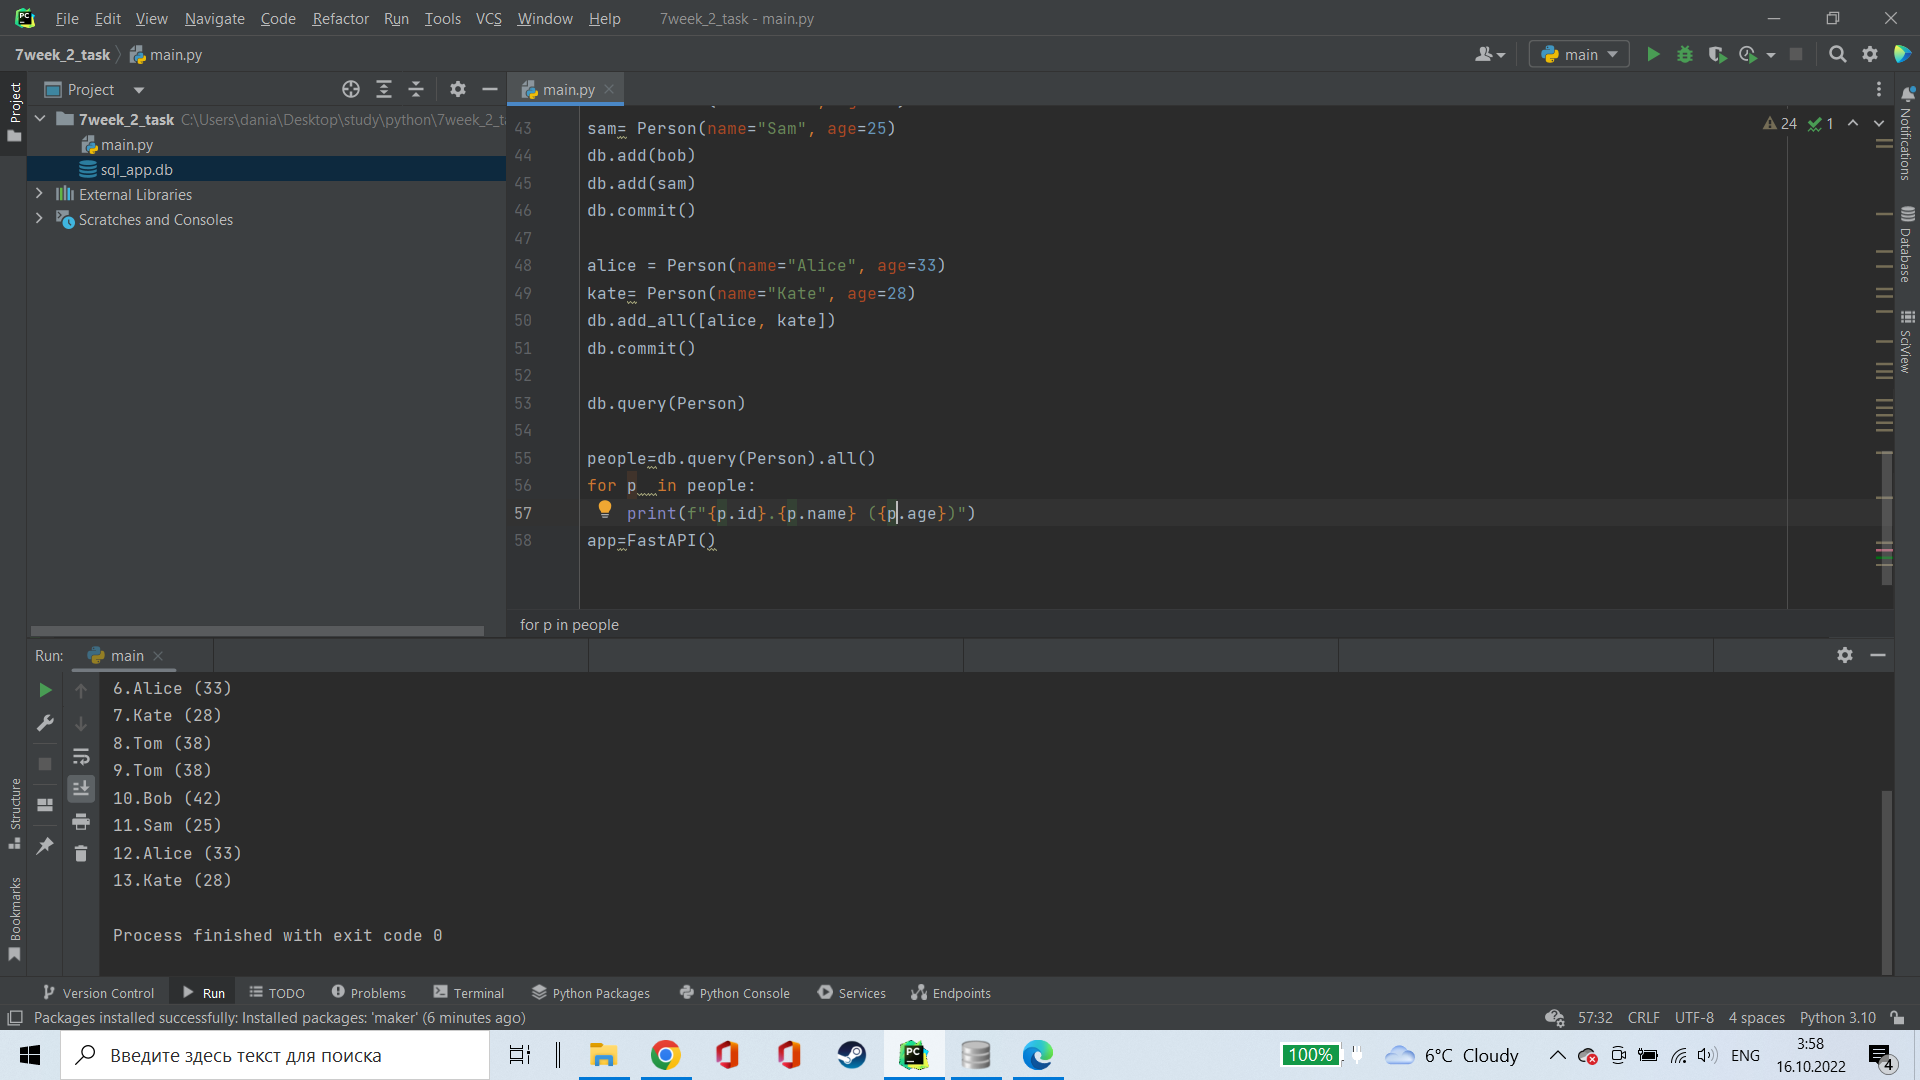 File Edit View Navigate Code Refactor Run Tools VCS Window Help 7week_2_task - main.py
7week_2_task main.py main
Project main.py
7week_2_task C:\Users\dania\Desktop\study\python\7week_2_t
main.py
sql_app.db
External Libraries
Scratches and Consoles
24 1
43 sam= Person(name="Sam", age=25)
44 db.add(bob)
45 db.add(sam)
46 db.commit()
47
48 alice = Person(name="Alice", age=33)
49 kate= Person(name="Kate", age=28)
50 db.add_all([alice, kate])
51 db.commit()
52
53 db.query(Person)
54
55 people=db.query(Person).all()
56 for p  in people:
57 print(f"{p.id}.{p.name} ({p.age})")
58 app=FastAPI()
for p in people
Project
Structure
Bookmarks
Notifications
Database
SciView
Run: main
6.Alice (33)
7.Kate (28)
8.Tom (38)
9.Tom (38)
10.Bob (42)
11.Sam (25)
12.Alice (33)
13.Kate (28)
Process finished with exit code 0
Version Control Run TODO Problems Terminal Python Packages Python Console Services Endpoints
Packages installed successfully: Installed packages: 'maker' (6 minutes ago) 57:32 CRLF UTF-8 4 spaces Python 3.10
Введите здесь текст для поиска 100% 6°C Cloudy ENG 3:58
16.10.2022 4